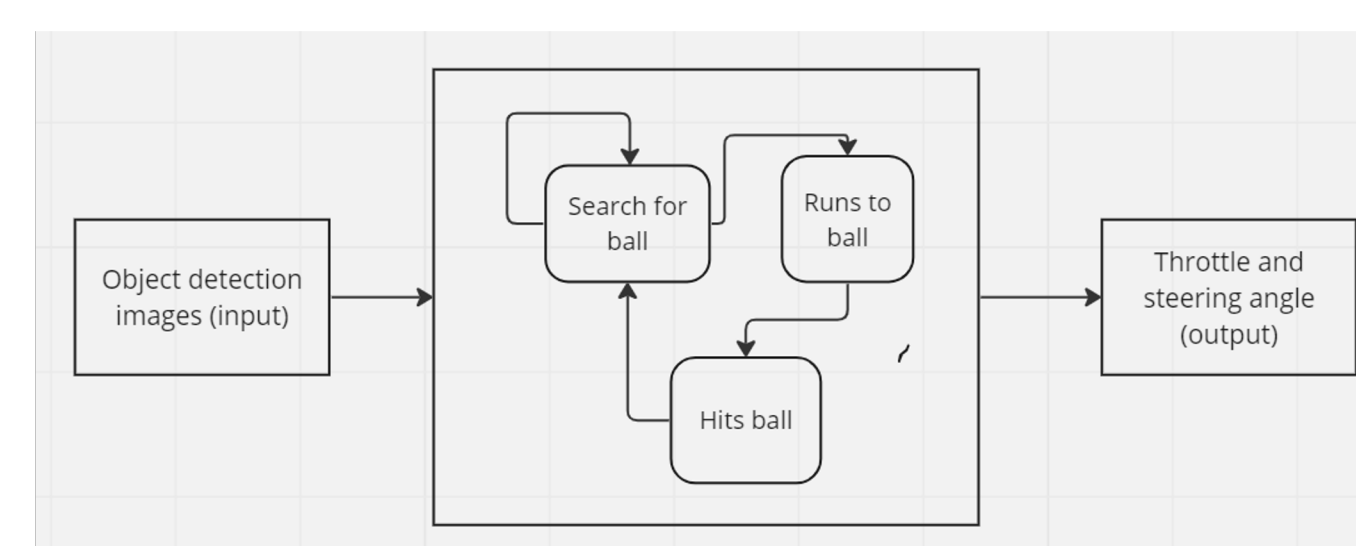 Object detection
images (input)
Search for
ball
Runs to
ball
Hits ball
Throttle and
steering angle
(output)